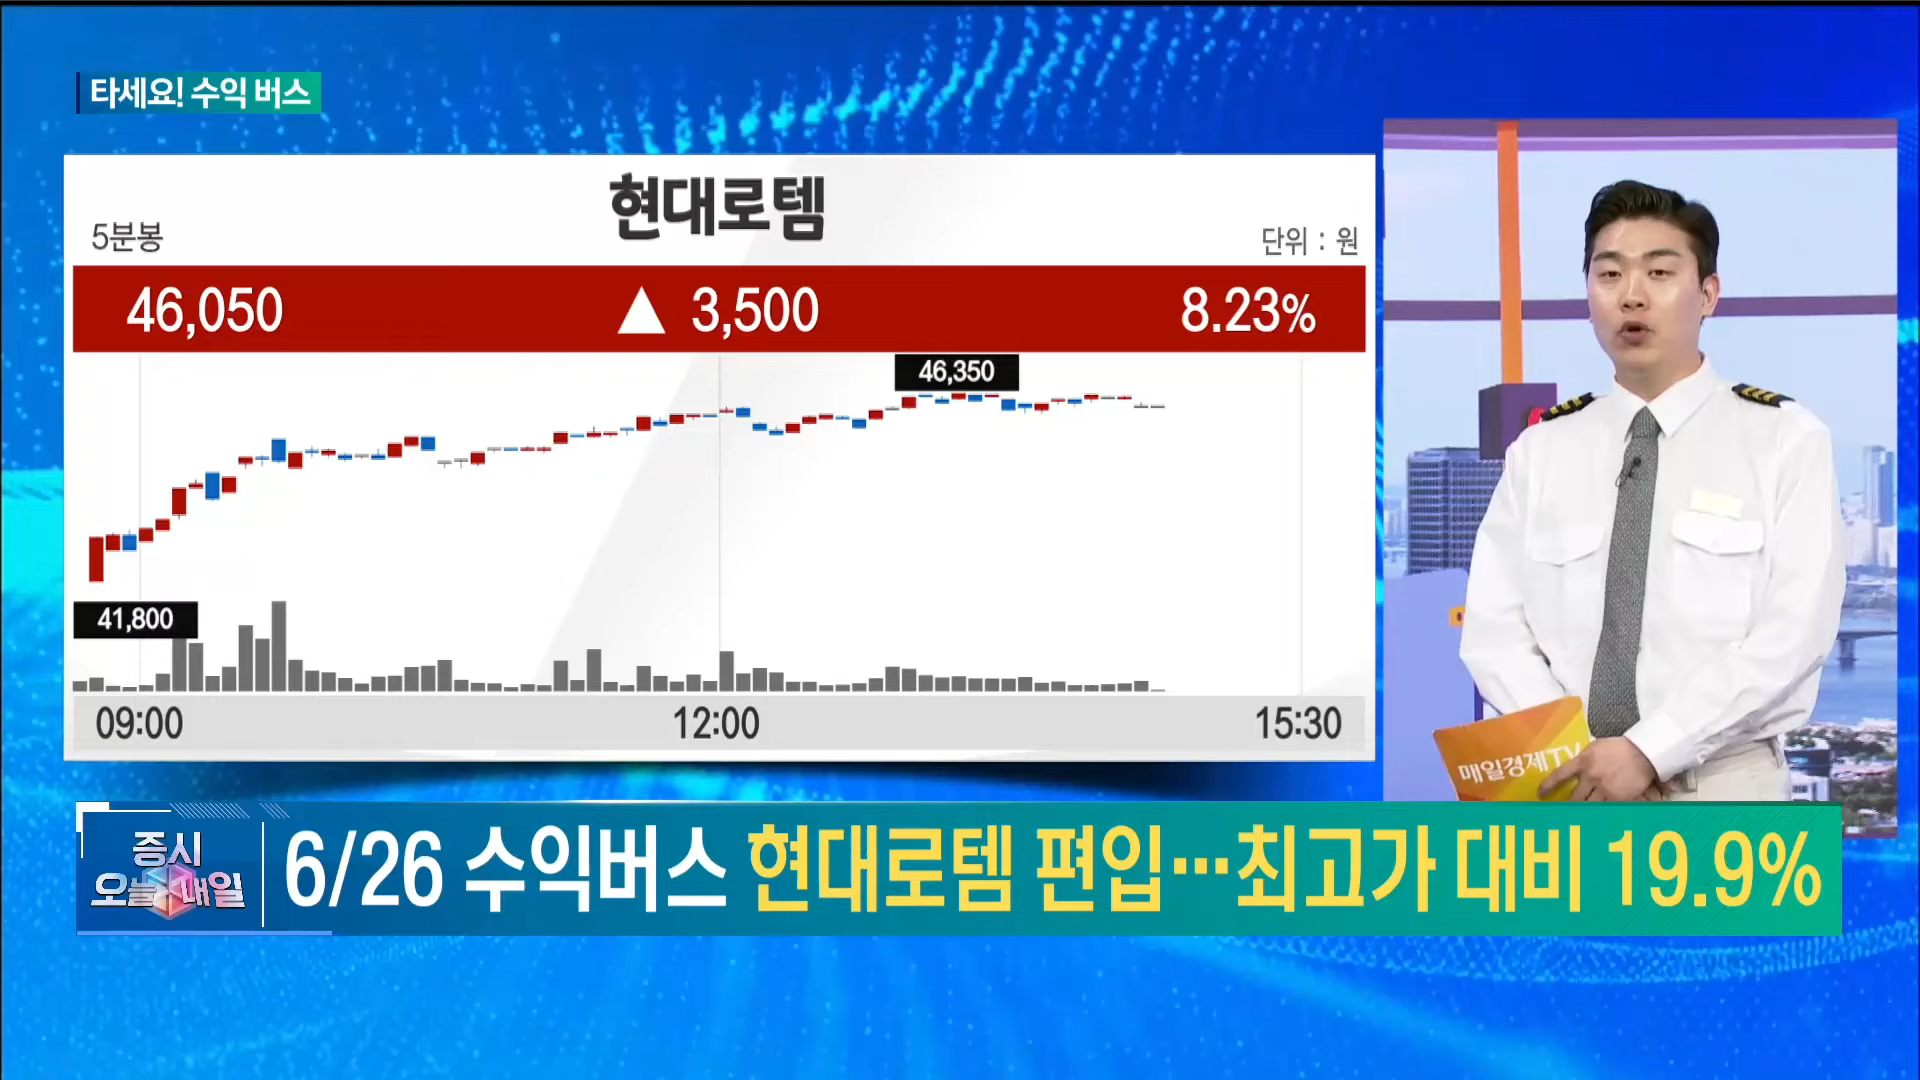 타세요! 수익 버스
현대로템
5분봉
단위 : 원
46,050 ▲ 3,500 8.23%
46,350
41,800
09:00 12:00 15:30
매일경제TV
증시
오늘 매일
6/26 수익버스 현대로템 편입…최고가 대비 19.9%